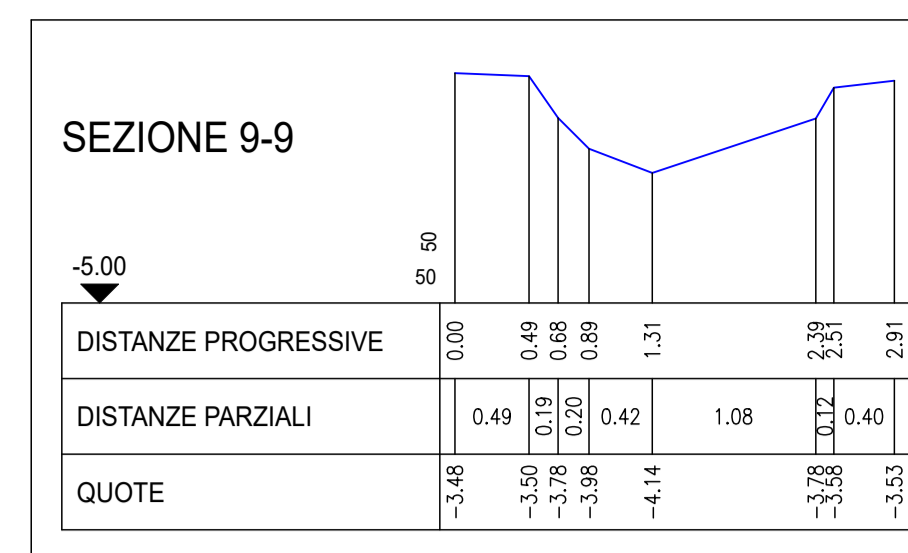 SEZIONE 9-9
50
-5.00
50
DISTANZE PROGRESSIVE 0.00 0.49 0.68 0.89 1.31 2.39 2.51 2.91
DISTANZE PARZIALI 0.49 0.19 0.20 0.42 1.08 0.12 0.40
QUOTE -3.48 -3.50 -3.78 -3.98 -4.14 -3.78 -3.58 -3.53